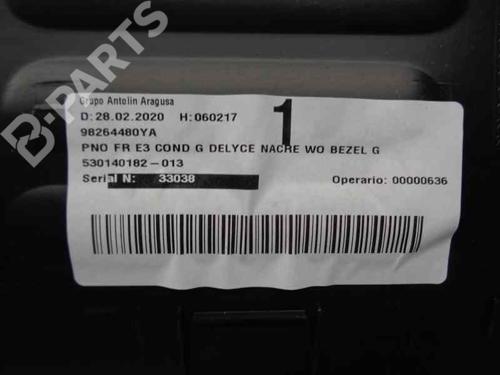 B-PARTS
Grupo Antolin Aragusa
D:28.02.2020 H:060217
1
98264480YA
PNO FR E3 COND G DELYCE NACRE WO BEZEL G
530140182-013
Serial N: 33038
Operario: 00000636